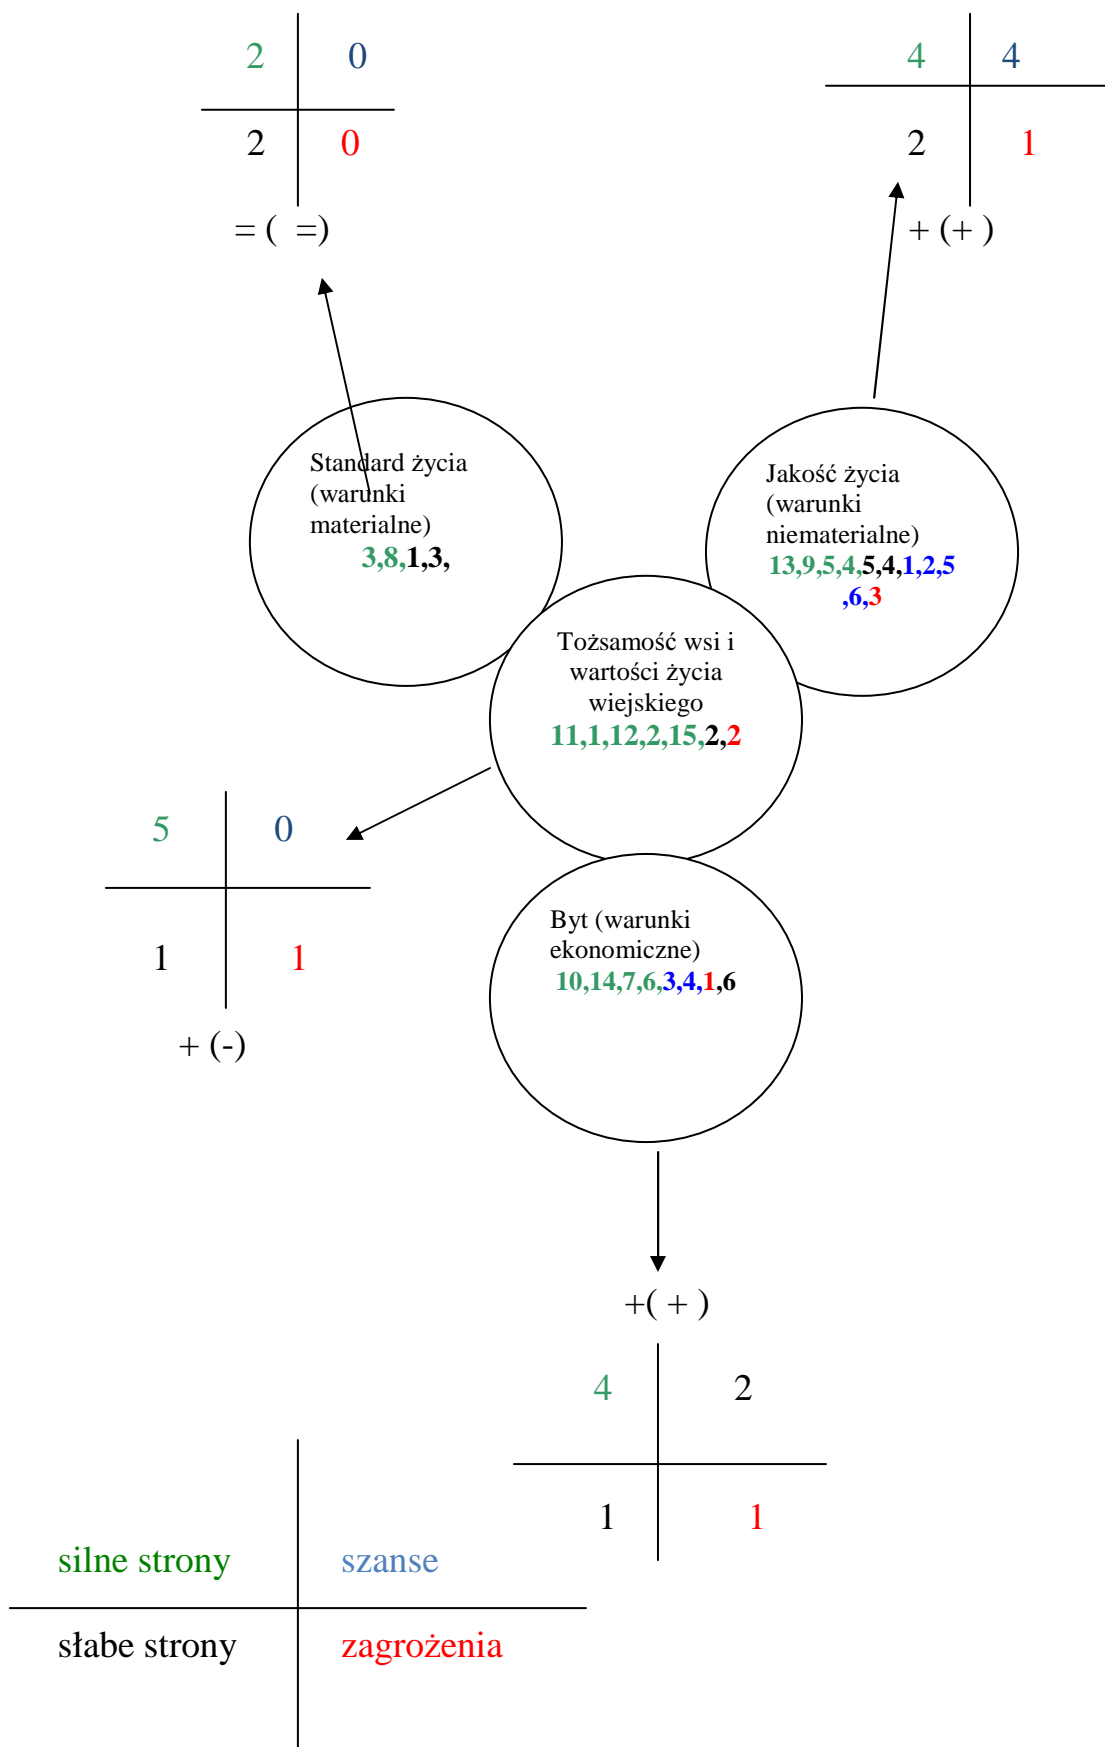 2 0
2 0
= (  =)
4 4
2 1
+ (+ )
Standard życia
(warunki
materialne)
3,8,1,3,
Jakość życia
(warunki
niematerialne)
13,9,5,4,5,4,1,2,5
,6,3
Tożsamość wsi i
wartości życia
wiejskiego
11,1,12,2,15,2,2
5 0
1 1
+ (-)
Byt (warunki
ekonomiczne)
10,14,7,6,3,4,1,6
+( + )
4 2
1 1
silne strony szanse
słabe strony zagrożenia